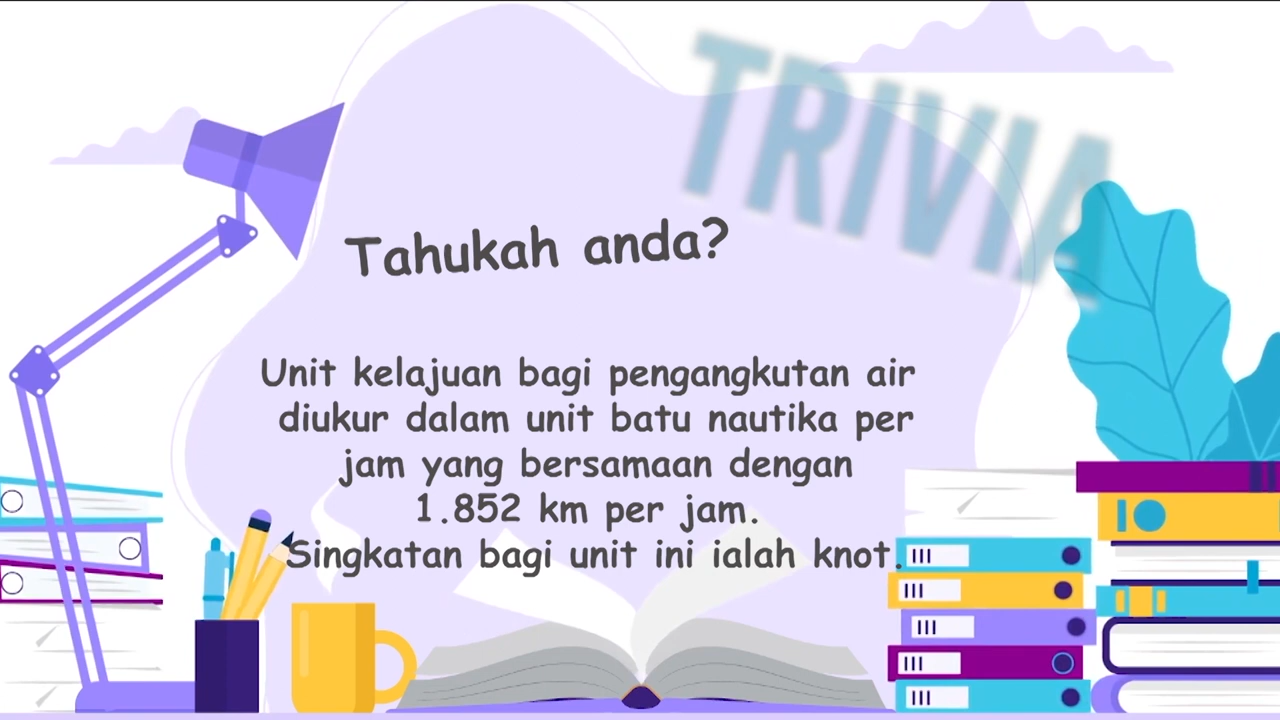 TRIVIA
Tahukah anda?
Unit kelajuan bagi pengangkutan air
diukur dalam unit batu nautika per
jam yang bersamaan dengan
1.852 km per jam.
Singkatan bagi unit ini ialah knot.